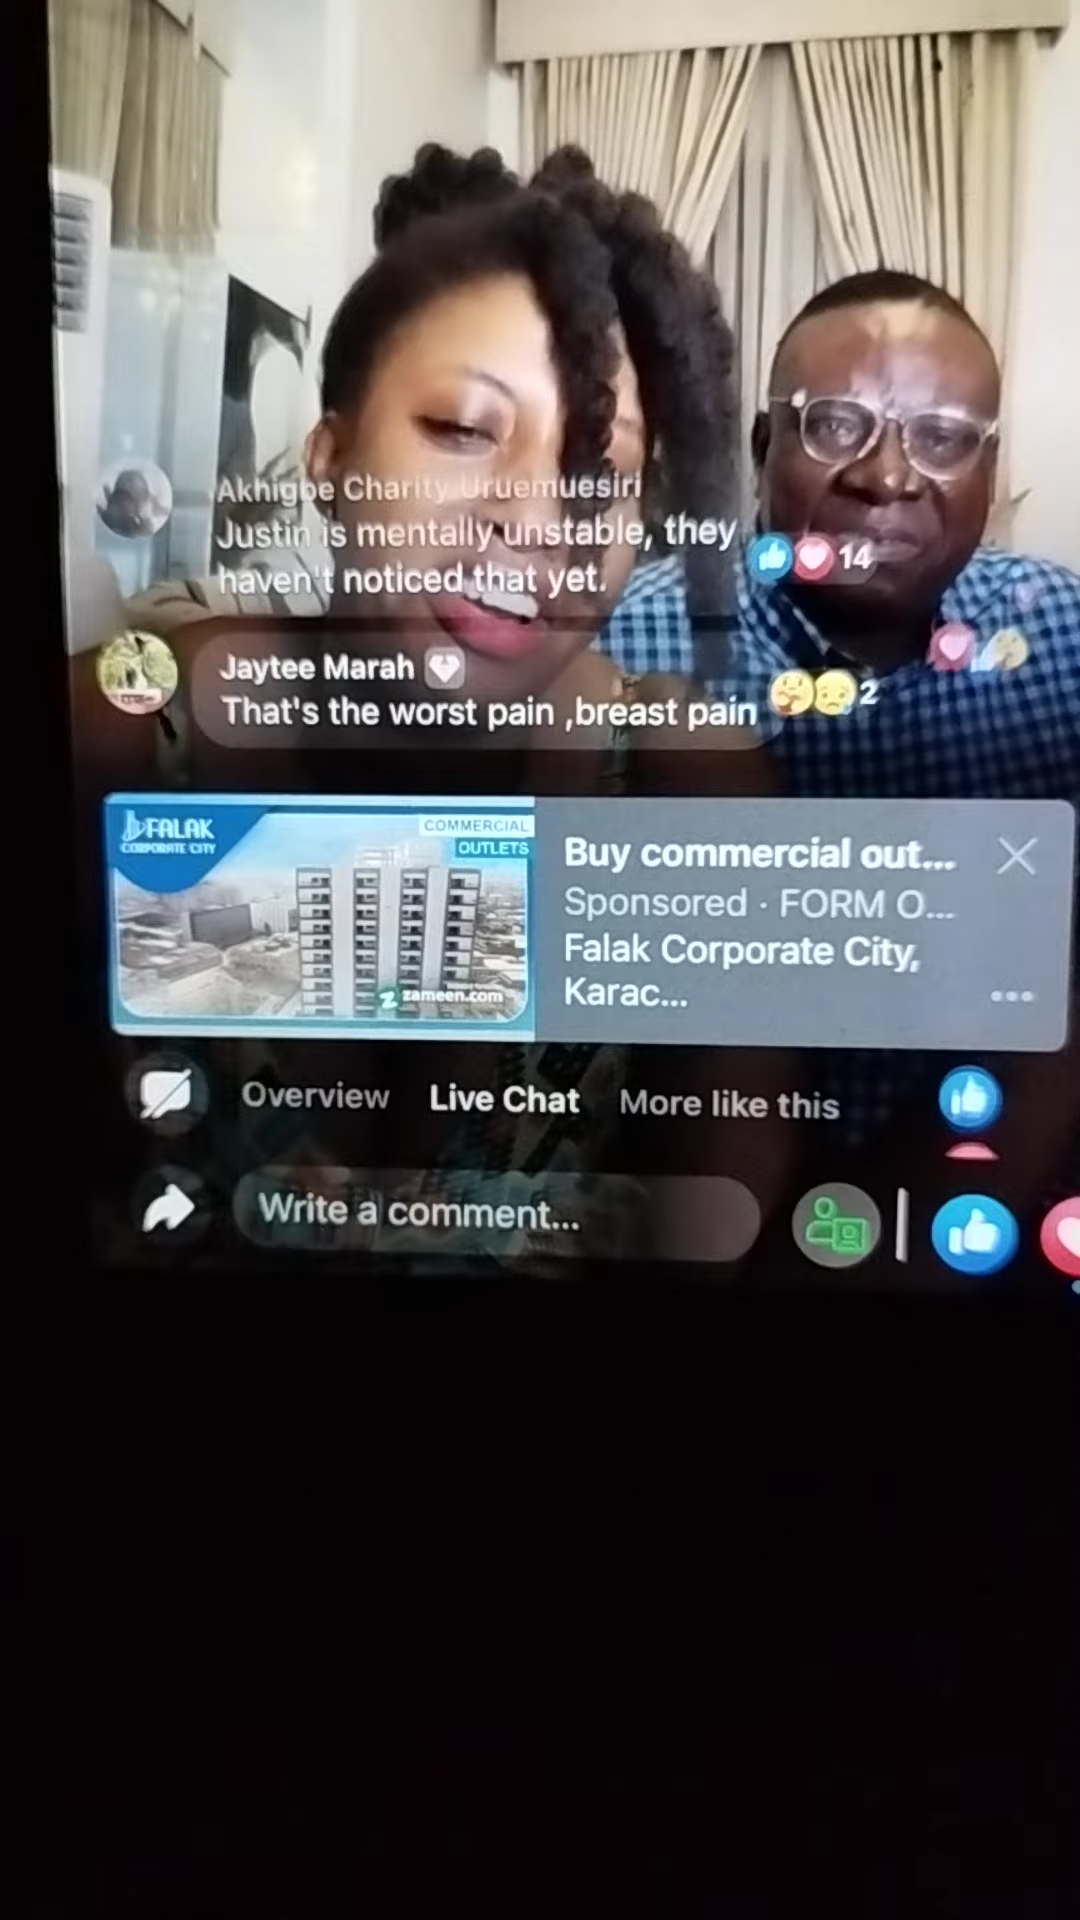 Akhigbe Charity Uruemuesiri
Justin is mentally unstable, they
haven't noticed that yet.
14
Jaytee Marah
That's the worst pain ,breast pain
2
FALAK
CORPORATE CITY
COMMERCIAL
OUTLETS
zameen.com
Buy commercial out...
Sponsored · FORM O...
Falak Corporate City,
Karac...
Overview
Live Chat
More like this
Write a comment...